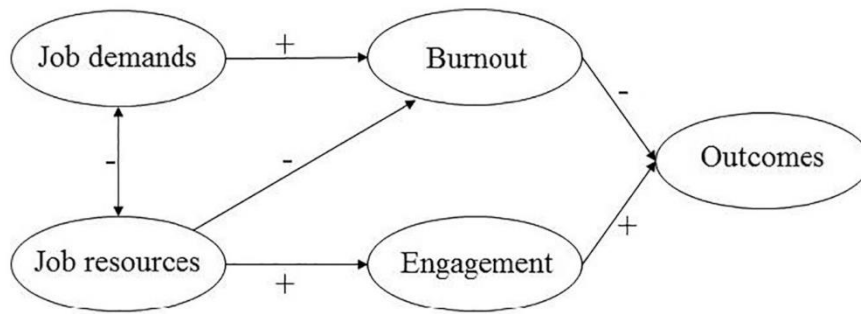 Job demands
+
Burnout
-
-
-
Outcomes
Job resources
+
Engagement
+